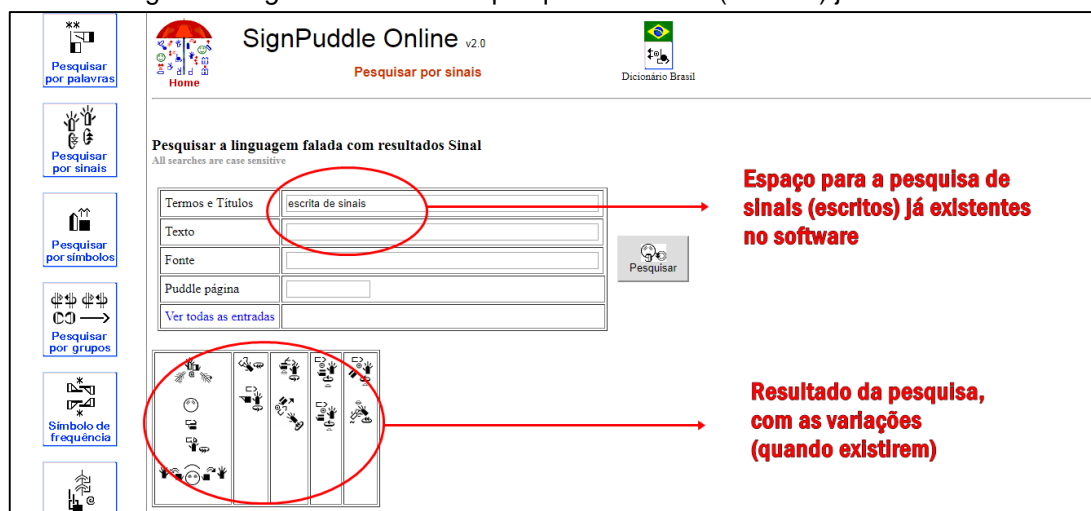 Pesquisar
por palavras
Pesquisar
por sinais
Pesquisar
por símbolos
Pesquisar
por grupos
Símbolo de
frequência
Home
SignPuddle Online v2.0
Pesquisar por sinais
Dicionário Brasil
Pesquisar a linguagem falada com resultados Sinal
All searches are case sensitive
Termos e Títulos escrita de sinais
Texto
Fonte
Puddle página
Ver todas as entradas
Pesquisar
Espaço para a pesquisa de
sinais (escritos) já existentes
no software
Resultado da pesquisa,
com as variações
(quando existirem)